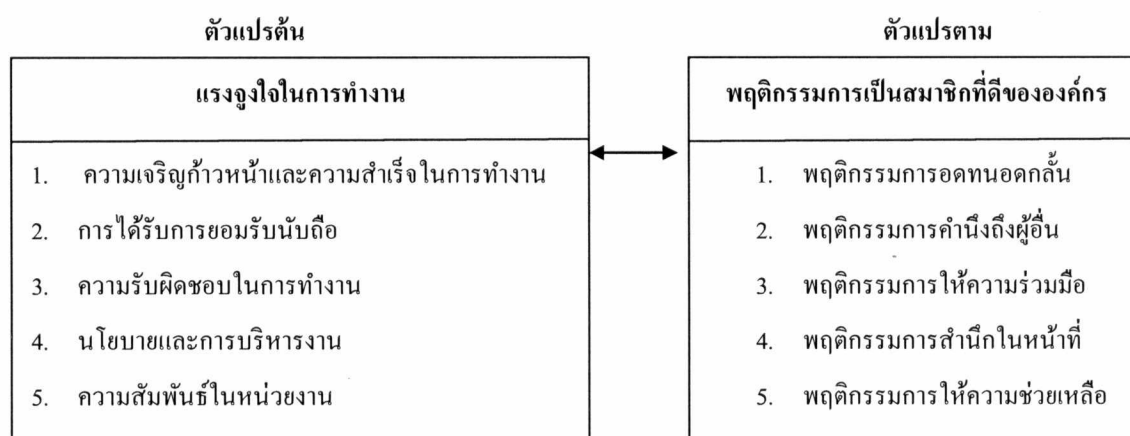 ตัวแปรต้น
แรงจูงใจในการทำงาน
1. ความเจริญก้าวหน้าและความสำเร็จในการทำงาน
2. การได้รับการยอมรับนับถือ
3. ความรับผิดชอบในการทำงาน
4. นโยบายและการบริหารงาน
5. ความสัมพันธ์ในหน่วยงาน
ตัวแปรตาม
พฤติกรรมการเป็นสมาชิกที่ดีขององค์กร
1. พฤติกรรมการอดทนอดกลั้น
2. พฤติกรรมการคำนึงถึงผู้อื่น
3. พฤติกรรมการให้ความร่วมมือ
4. พฤติกรรมการสำนึกในหน้าที่
5. พฤติกรรมการให้ความช่วยเหลือ